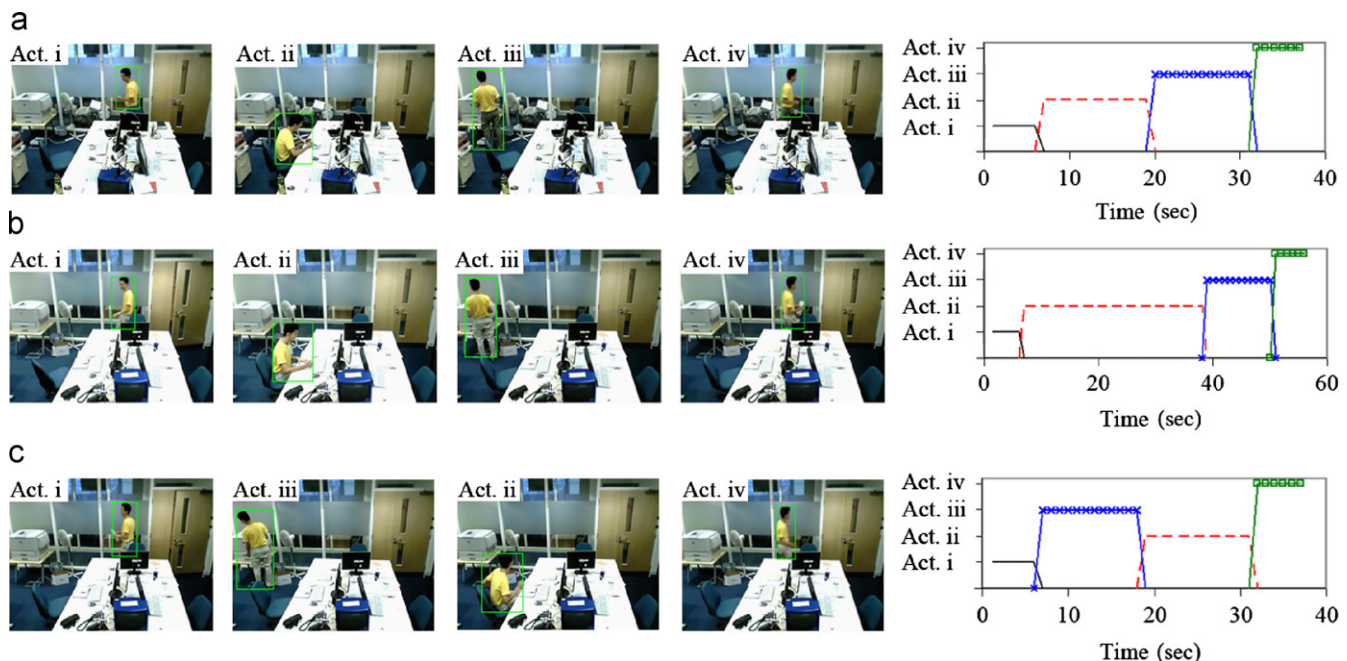 a
Act. i
Act. ii
Act. iii
Act. iv
Act. iv
Act. iii
Act. ii
Act. i
0 10 20 30 40
Time (sec)
b
Act. i
Act. ii
Act. iii
Act. iv
Act. iv
Act. iii
Act. ii
Act. i
0 20 40 60
Time (sec)
c
Act. i
Act. iii
Act. ii
Act. iv
Act. iv
Act. iii
Act. ii
Act. i
0 10 20 30 40
Time (sec)